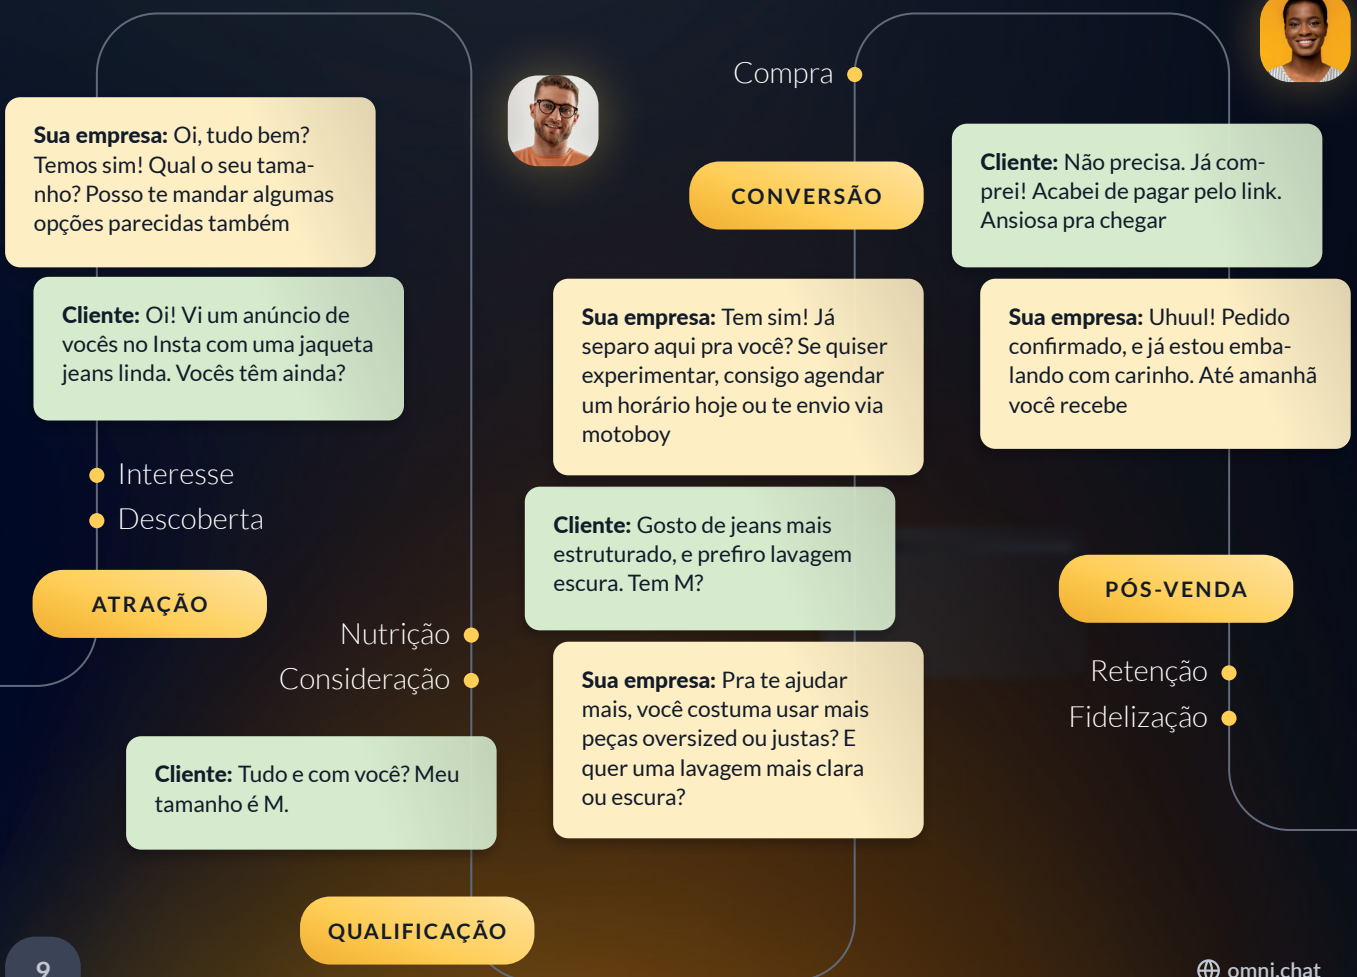 Sua empresa: Oi, tudo bem?
Temos sim! Qual o seu tama-
nho? Posso te mandar algumas
opções parecidas também
Cliente: Oi! Vi um anúncio de
vocês no Insta com uma jaqueta
jeans linda. Vocês têm ainda?
Interesse
Descoberta
ATRAÇÃO
Nutrição
Consideração
Cliente: Tudo e com você? Meu
tamanho é M.
QUALIFICAÇÃO
Compra
CONVERSÃO
Sua empresa: Tem sim! Já
separo aqui pra você? Se quiser
experimentar, consigo agendar
um horário hoje ou te envio via
motoboy
Cliente: Gosto de jeans mais
estruturado, e prefiro lavagem
escura. Tem M?
Sua empresa: Pra te ajudar
mais, você costuma usar mais
peças oversized ou justas? E
quer uma lavagem mais clara
ou escura?
Cliente: Não precisa. Já com-
prei! Acabei de pagar pelo link.
Ansiosa pra chegar
Sua empresa: Uhuul! Pedido
confirmado, e já estou emba-
lando com carinho. Até amanhã
você recebe
PÓS-VENDA
Retenção
Fidelização
9
omni.chat